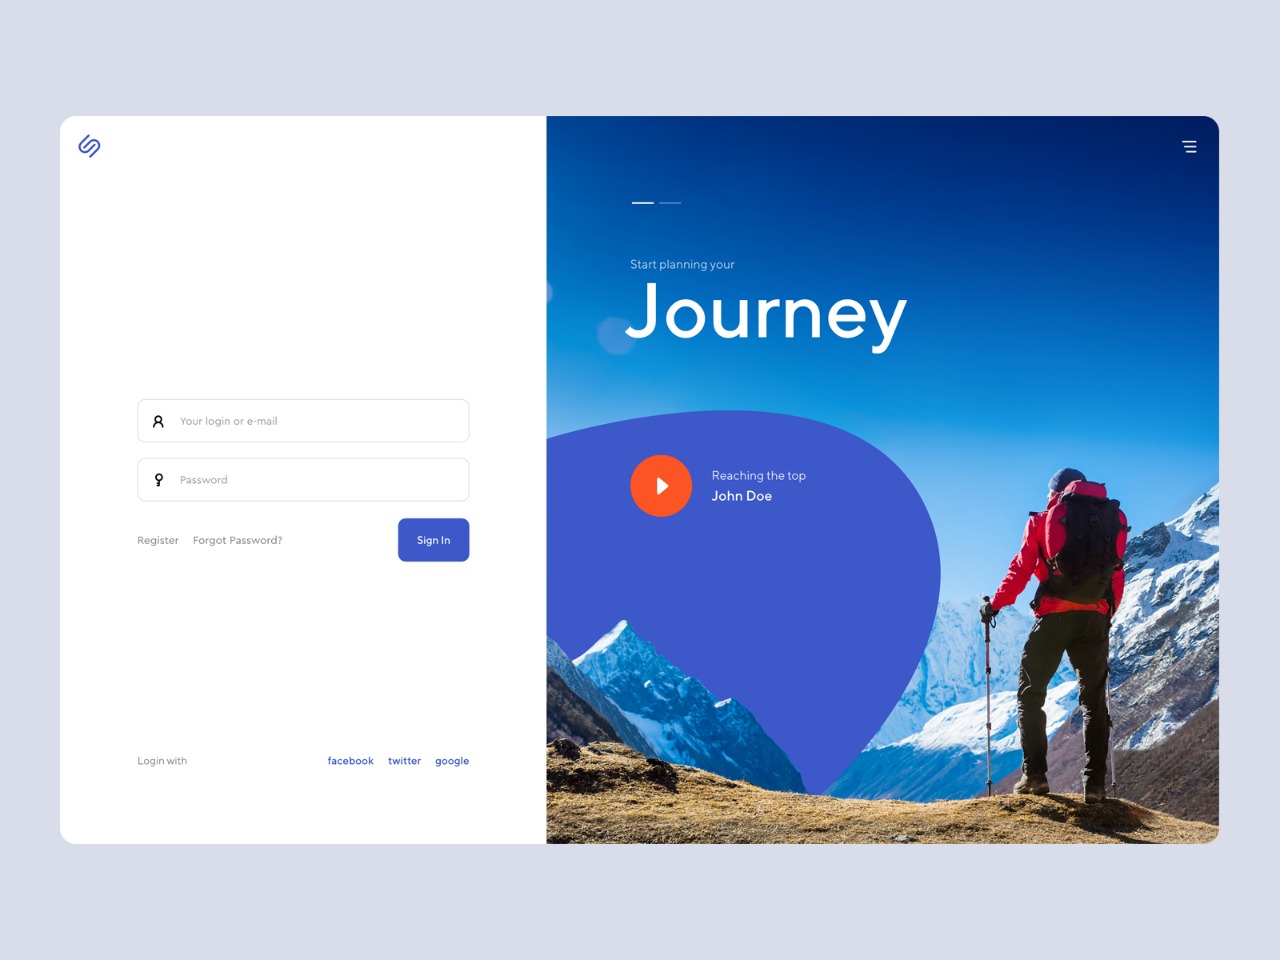 Your login or e-mail
Password
Register Forgot Password?
Sign In
Login with
facebook twitter google
Start planning your
Journey
Reaching the top
John Doe